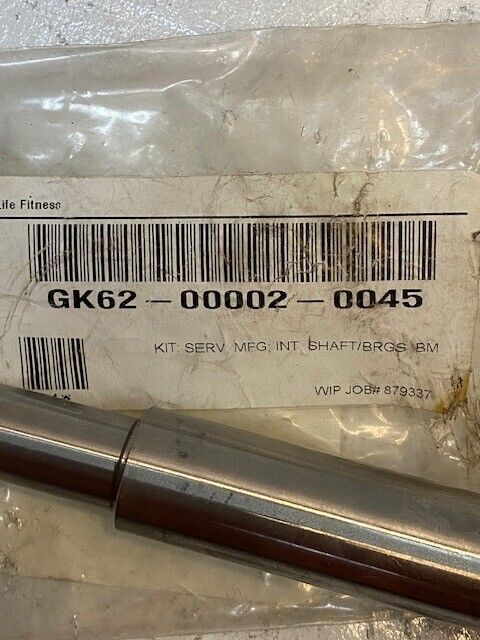 Life Fitness
GK62-00002-0045
KIT: SERV, MFG, INT, SHAFT/BRGS, BM
WIP JOB# 879337